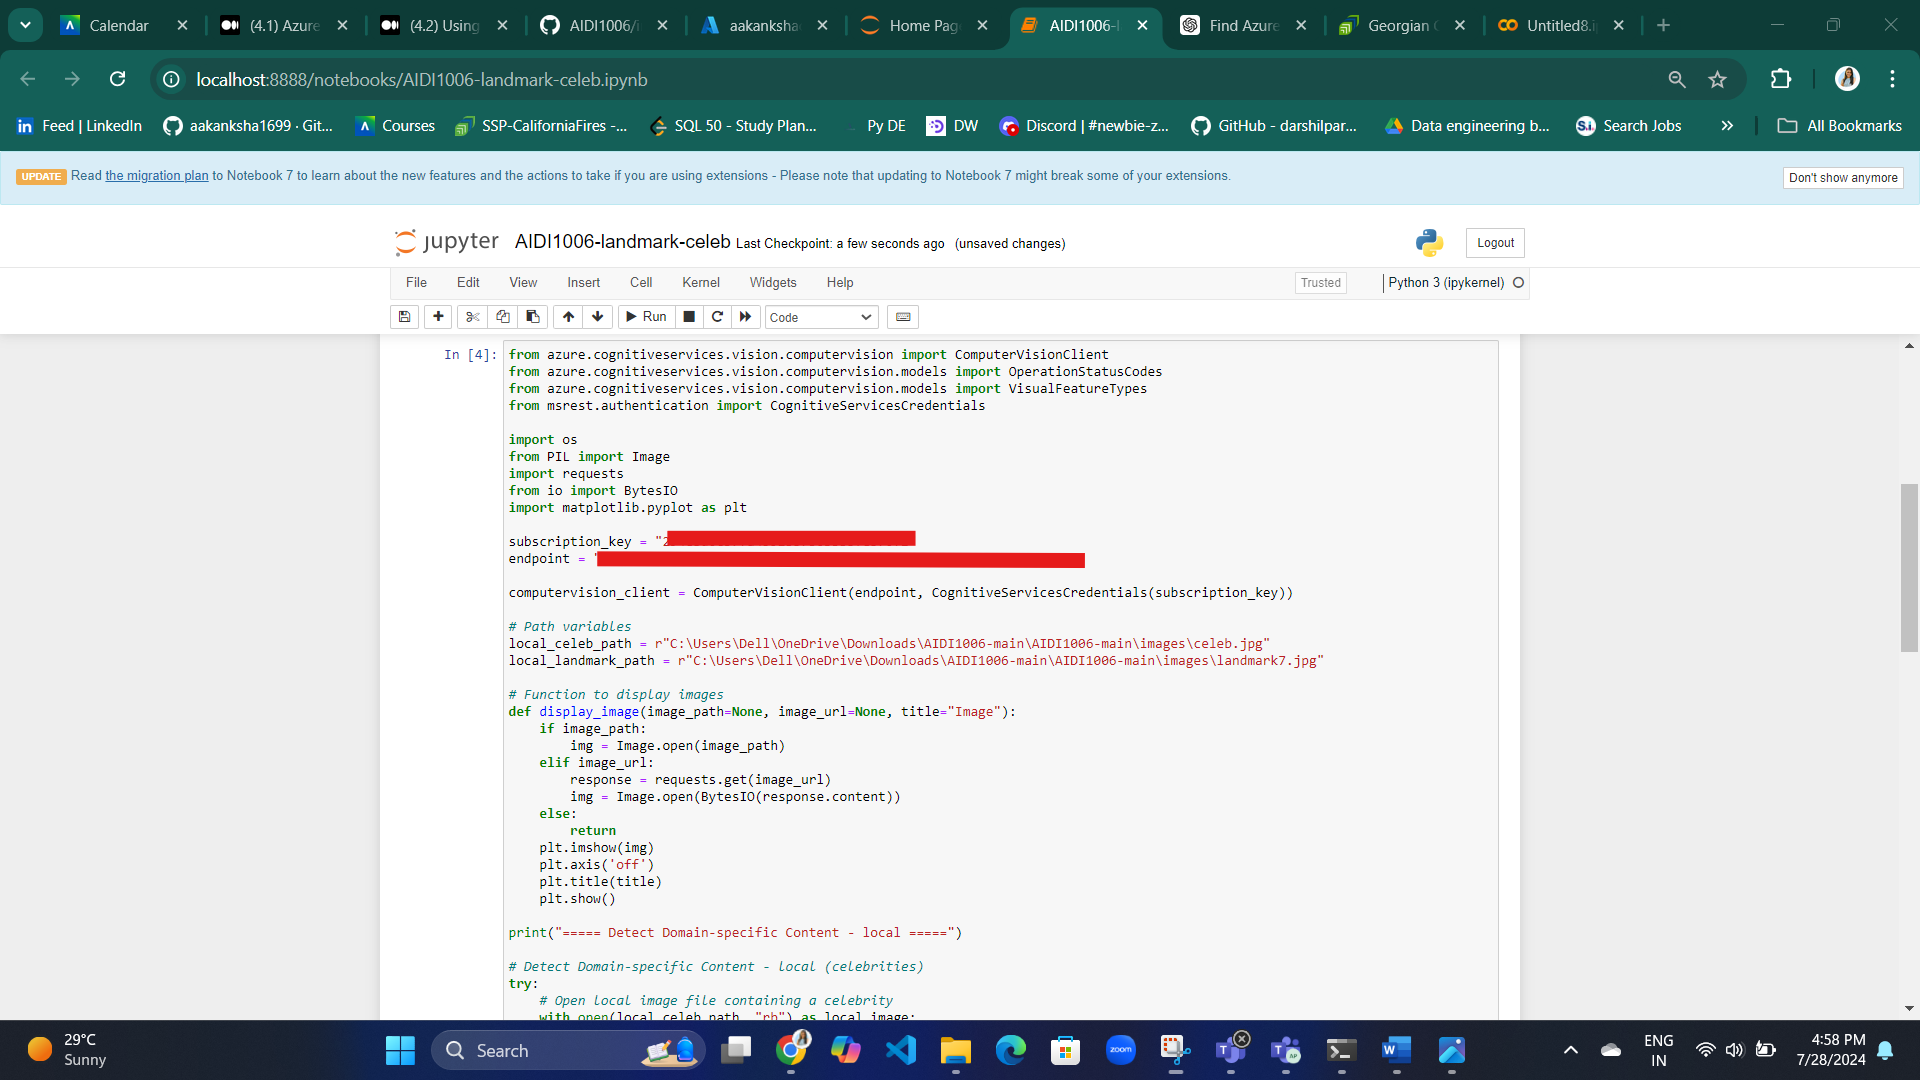 Calendar
(4.1) Azure
(4.2) Using
AIDI1006/i
aakanksha
Home Page
AIDI1006-l
Find Azure
Georgian C
Untitled8.i
localhost:8888/notebooks/AIDI1006-landmark-celeb.ipynb
Feed | LinkedIn
aakanksha1699 · Git...
Courses
SSP-CaliforniaFires -...
SQL 50 - Study Plan...
Py DE
DW
Discord | #newbie-z...
GitHub - darshilpar...
Data engineering b...
Search Jobs
All Bookmarks
UPDATE Read the migration plan to Notebook 7 to learn about the new features and the actions to take if you are using extensions - Please note that updating to Notebook 7 might break some of your extensions.
Don't show anymore
jupyter AIDI1006-landmark-celeb Last Checkpoint: a few seconds ago (unsaved changes)
Logout
File Edit View Insert Cell Kernel Widgets Help
Trusted
Python 3 (ipykernel)
Run
Code
In [4]:
from azure.cognitiveservices.vision.computervision import ComputerVisionClient
from azure.cognitiveservices.vision.computervision.models import OperationStatusCodes
from azure.cognitiveservices.vision.computervision.models import VisualFeatureTypes
from msrest.authentication import CognitiveServicesCredentials
import os
from PIL import Image
import requests
from io import BytesIO
import matplotlib.pyplot as plt
subscription_key = "2
endpoint = "
computervision_client = ComputerVisionClient(endpoint, CognitiveServicesCredentials(subscription_key))
# Path variables
local_celeb_path = r"C:\Users\Dell\OneDrive\Downloads\AIDI1006-main\AIDI1006-main\images\celeb.jpg"
local_landmark_path = r"C:\Users\Dell\OneDrive\Downloads\AIDI1006-main\AIDI1006-main\images\landmark7.jpg"
# Function to display images
def display_image(image_path=None, image_url=None, title="Image"):
    if image_path:
        img = Image.open(image_path)
    elif image_url:
        response = requests.get(image_url)
        img = Image.open(BytesIO(response.content))
    else:
        return
    plt.imshow(img)
    plt.axis('off')
    plt.title(title)
    plt.show()
print("===== Detect Domain-specific Content - local =====")
# Detect Domain-specific Content - local (celebrities)
try:
    # Open local image file containing a celebrity
    with open(local_celeb_path, "rb") as local_image:
29°C
Sunny
Search
zoom
ENG
IN
4:58 PM
7/28/2024